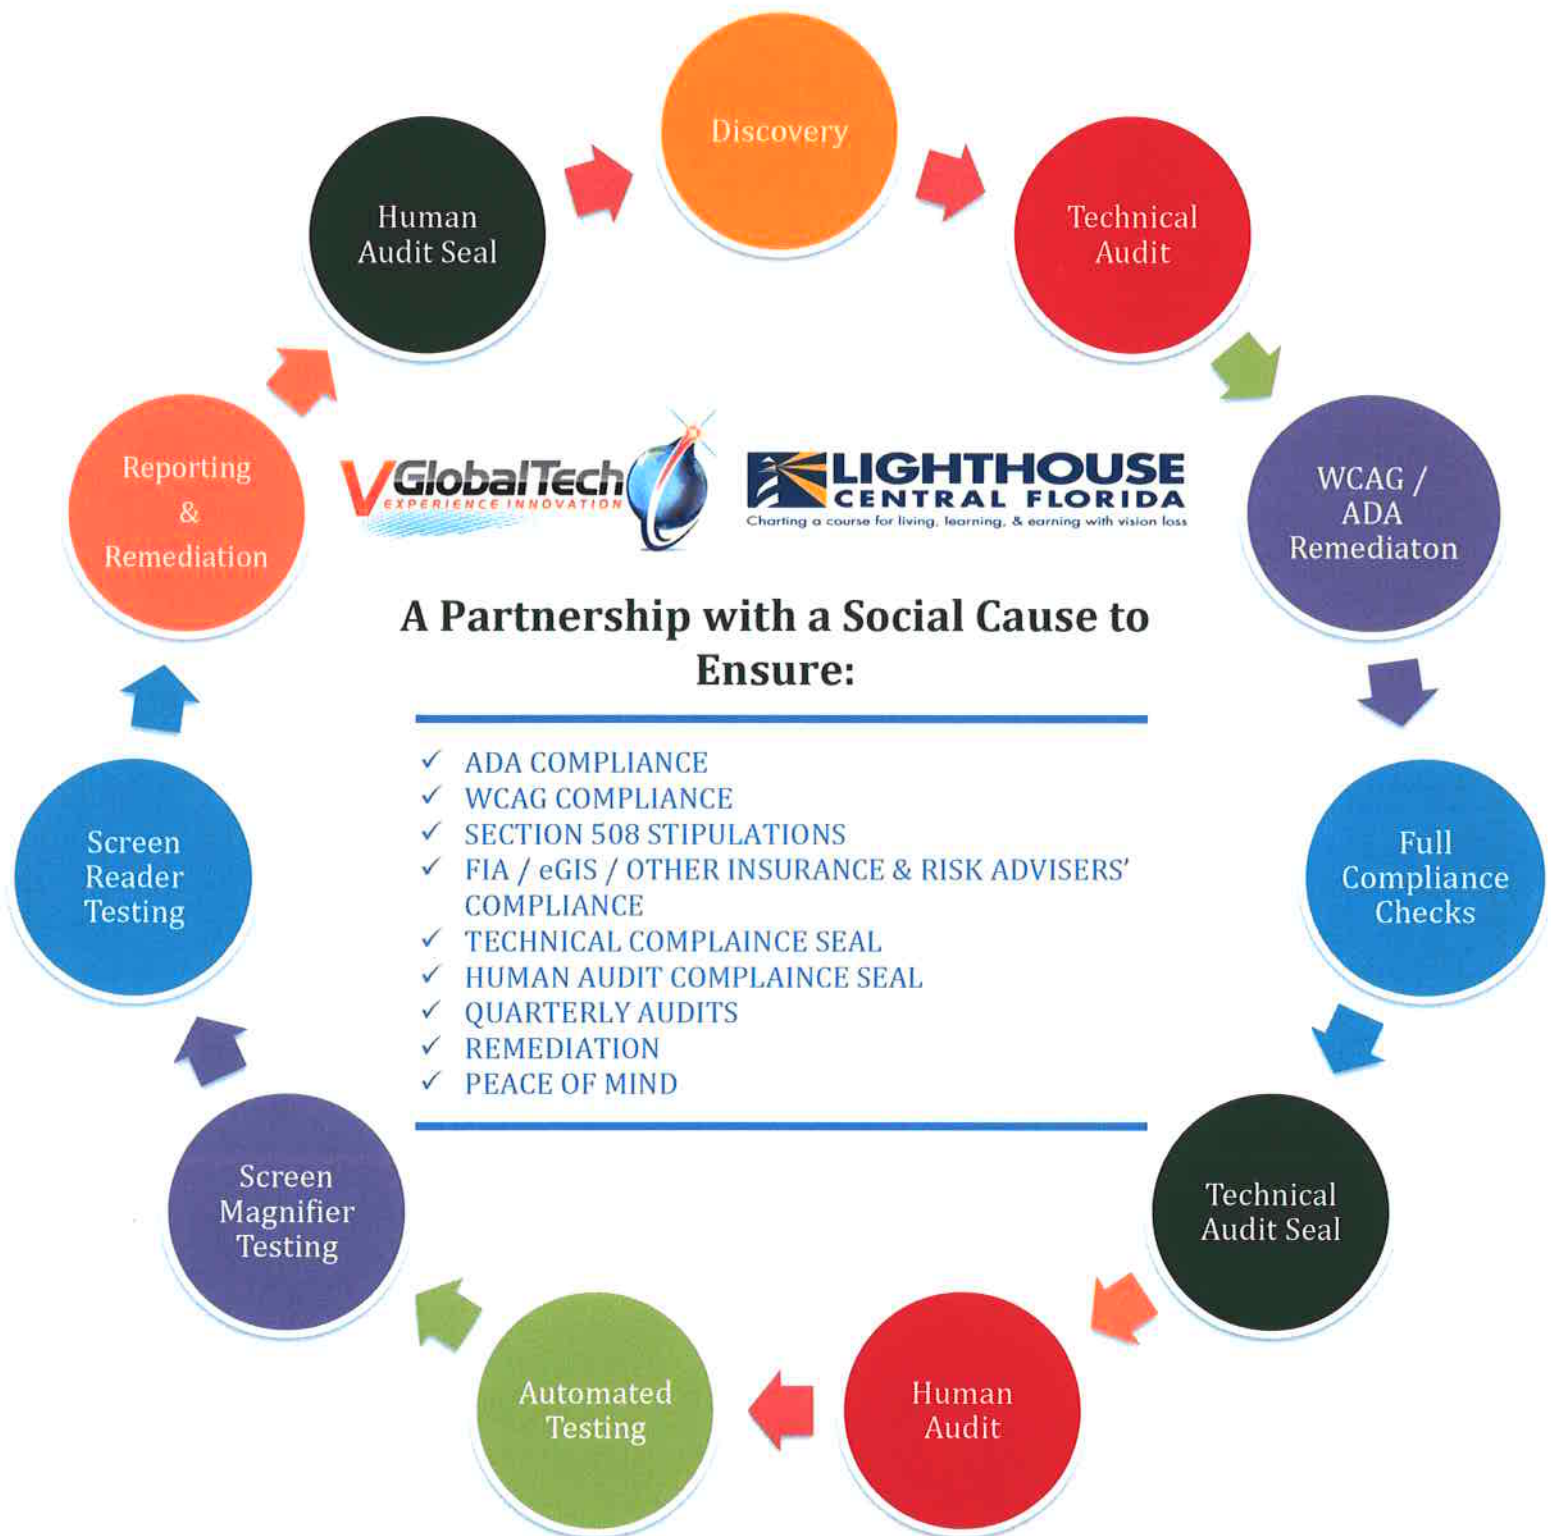 Discovery
Technical
Audit
WCAG /
ADA
Remediaton
Full
Compliance
Checks
Technical
Audit Seal
Human
Audit
Automated
Testing
Screen
Magnifier
Testing
Screen
Reader
Testing
Reporting
&
Remediation
Human
Audit Seal
VGlobalTech
EXPERIENCE INNOVATION
LIGHTHOUSE
CENTRAL FLORIDA
Charting a course for living, learning, & earning with vision loss
A Partnership with a Social Cause to
Ensure:
✓ ADA COMPLIANCE
✓ WCAG COMPLIANCE
✓ SECTION 508 STIPULATIONS
✓ FIA / eGIS / OTHER INSURANCE & RISK ADVISERS'
COMPLIANCE
✓ TECHNICAL COMPLAINCE SEAL
✓ HUMAN AUDIT COMPLAINCE SEAL
✓ QUARTERLY AUDITS
✓ REMEDIATION
✓ PEACE OF MIND